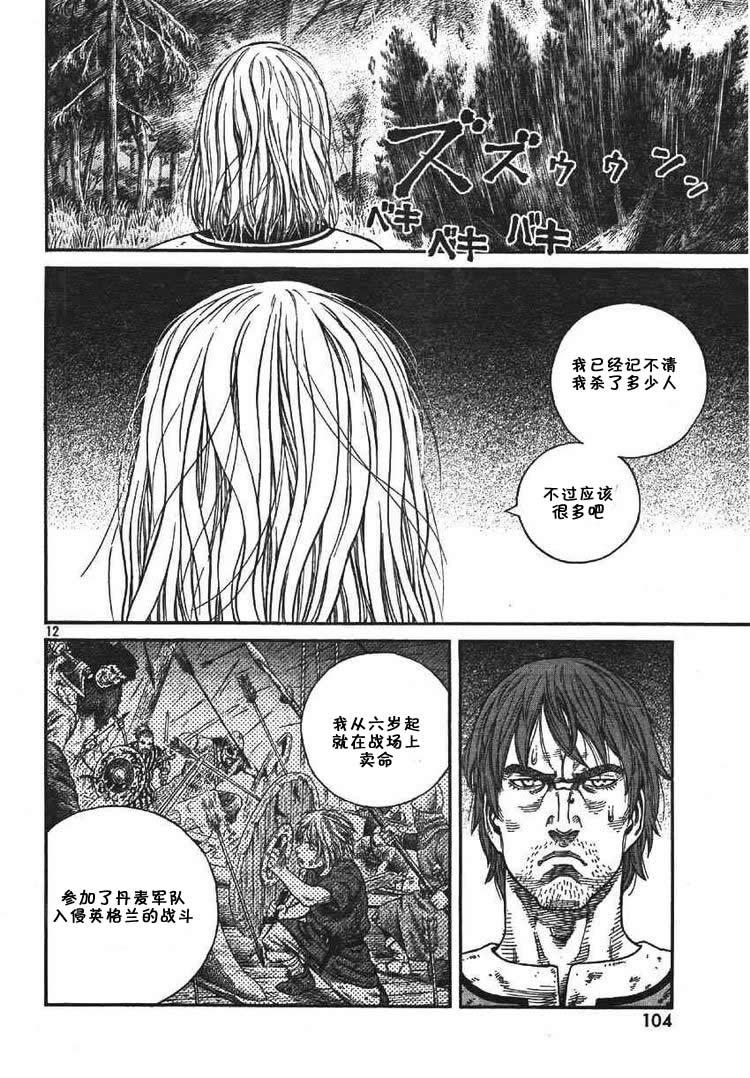 ズズゥゥンン
ベキ
ベキ
バキ
我已经记不请
我杀了多少人
不过应该
很多吧
12
我从六岁起
就在战场上
卖命
参加了丹麦军队
入侵英格兰的战斗
104